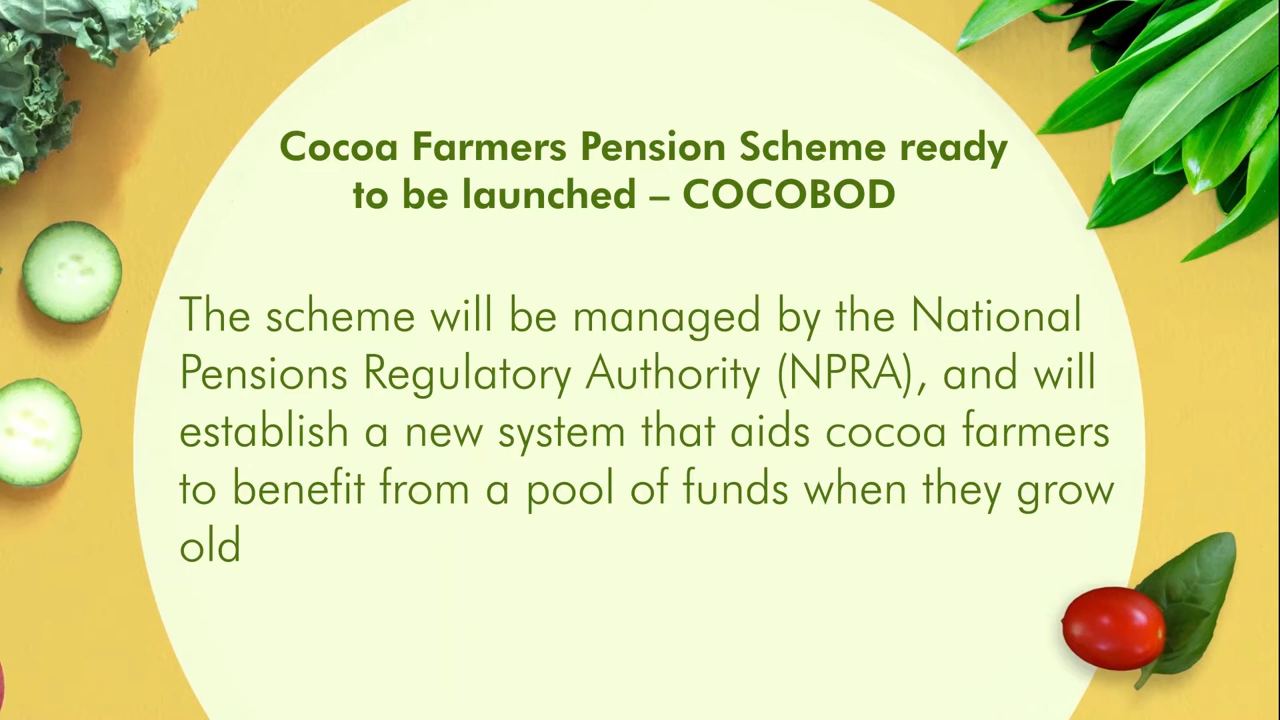 Cocoa Farmers Pension Scheme ready
to be launched – COCOBOD
The scheme will be managed by the National
Pensions Regulatory Authority (NPRA), and will
establish a new system that aids cocoa farmers
to benefit from a pool of funds when they grow
old